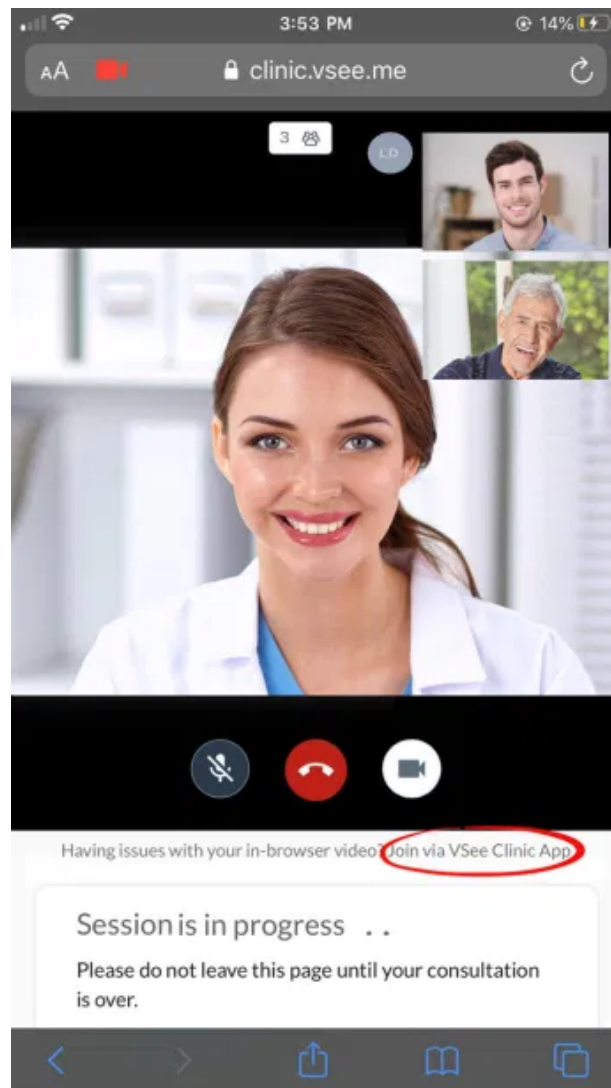 3:53 PM
14%
AA
clinic.vsee.me
3
LD
Having issues with your in-browser video? Join via VSee Clinic App
Session is in progress . .
Please do not leave this page until your consultation
is over.